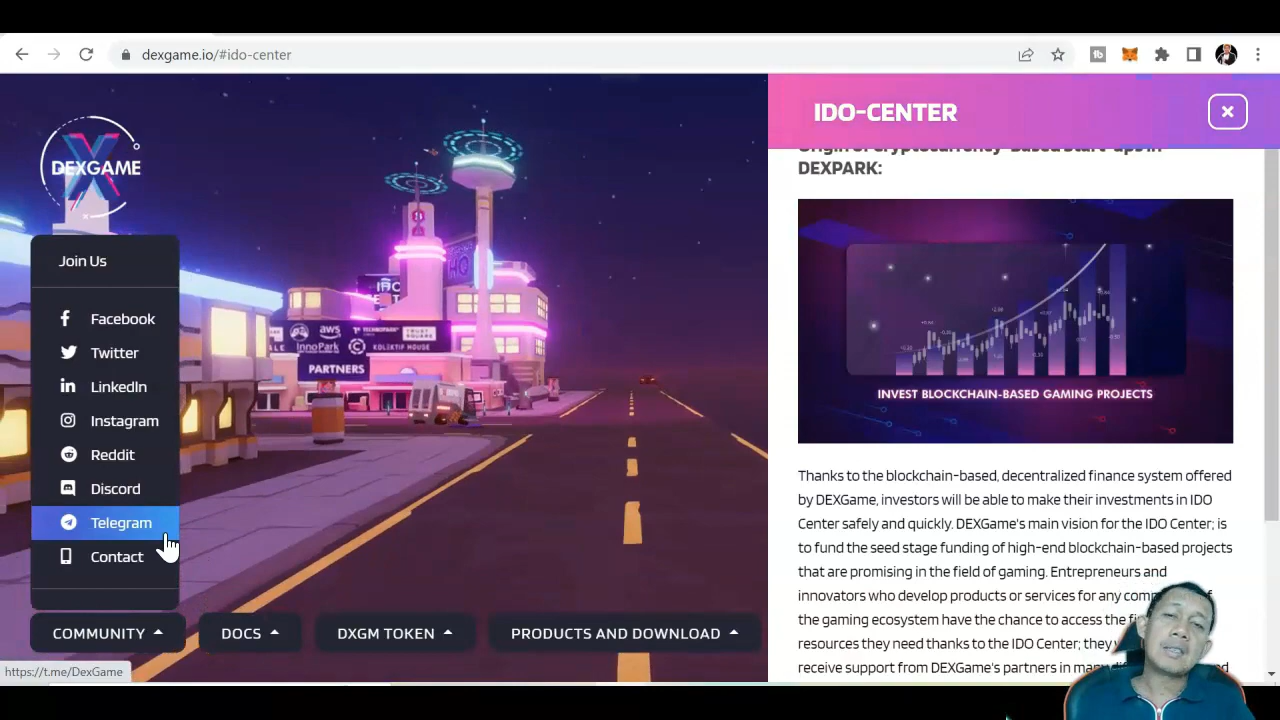 dexgame.io/#ido-center
DEXGAME
Join Us
Facebook
Twitter
LinkedIn
Instagram
Reddit
Discord
Telegram
Contact
aws
InnoPark
KOLEKTIF HOUSE
TRUST
SQUARE
PARTNERS
COMMUNITY
DOCS
DXGM TOKEN
PRODUCTS AND DOWNLOAD
https://t.me/DexGame
IDO-CENTER
DEXPARK:
INVEST BLOCKCHAIN-BASED GAMING PROJECTS
Thanks to the blockchain-based, decentralized finance system offered
by DEXGame, investors will be able to make their investments in IDO
Center safely and quickly. DEXGame's main vision for the IDO Center; is
to fund the seed stage funding of high-end blockchain-based projects
that are promising in the field of gaming. Entrepreneurs and
innovators who develop products or services for any
the gaming ecosystem have the chance to access the
resources they need thanks to the IDO Center; they
receive support from DEXGame's partners in